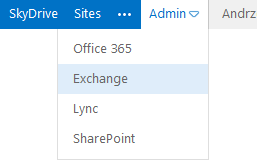 SkyDrive Sites ••• Admin Andrz
Office 365
Exchange
Lync
SharePoint